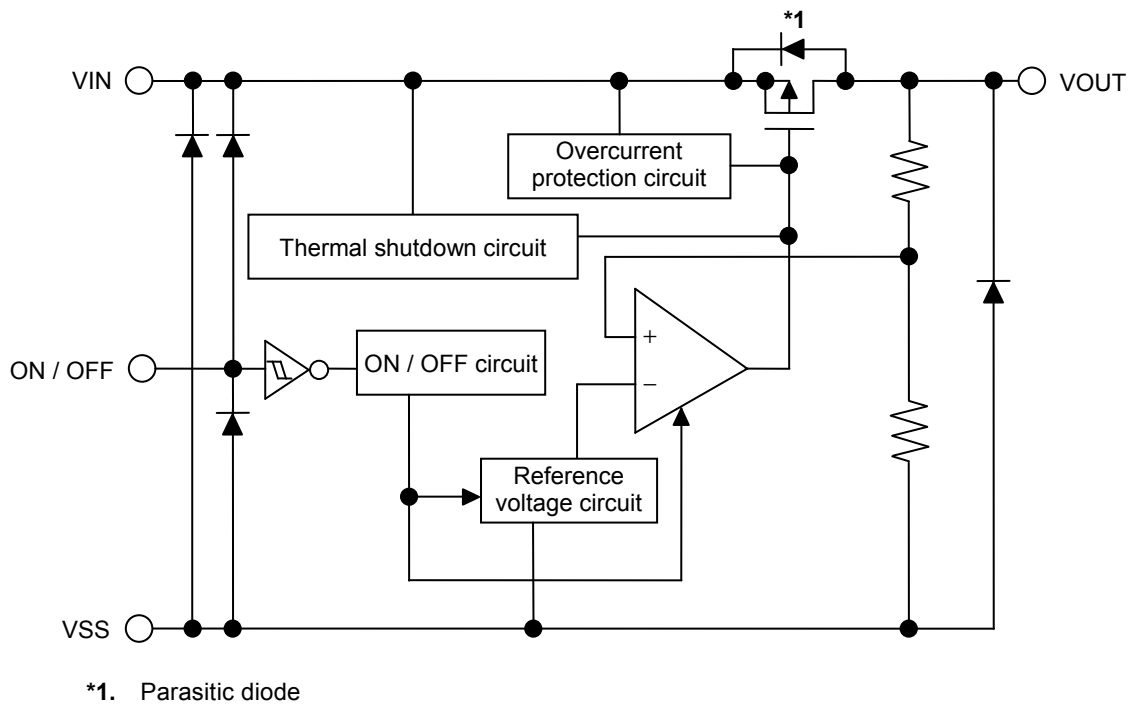 *1
VIN
VOUT
Overcurrent
protection circuit
Thermal shutdown circuit
+
−
ON / OFF
ON / OFF circuit
Reference
voltage circuit
VSS
*1. Parasitic diode